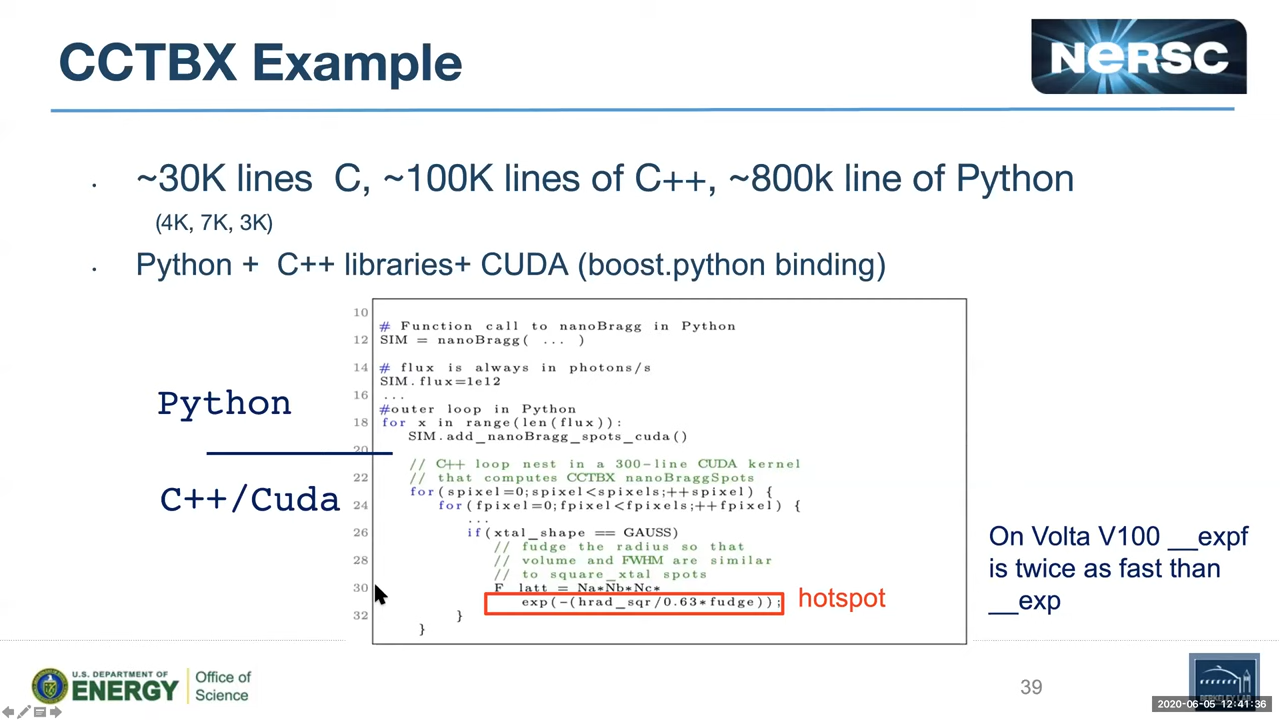 CCTBX Example
NERSC
· ~30K lines  C, ~100K lines of C++, ~800k line of Python
(4K, 7K, 3K)
· Python +  C++ libraries+ CUDA (boost.python binding)
Python
C++/Cuda
10
# Function call to nanoBragg in Python
12 SIM = nanoBragg( ... )
14 # flux is always in photons/s
SIM.flux=1e12
16 ...
#outer loop in Python
18 for x in range(len(flux)):
SIM.add_nanoBragg_spots_cuda()
20
// C++ loop nest in a 300-line CUDA kernel
22 // that computes CCTBX nanoBraggSpots
for(spixel=0;spixel<spixels;++spixel) {
24 for(fpixel=0;fpixel<fpixels;++fpixel) {
...
26 if(xtal_shape == GAUSS)
// fudge the radius so that
28 // volume and FWHM are similar
// to square_xtal spots
30 F_latt = Na*Nb*Nc*
exp(-(hrad_sqr/0.63*fudge));
32 }
}
hotspot
On Volta V100 __expf
is twice as fast than
__exp
U.S. DEPARTMENT OF
ENERGY
Office of
Science
39
BERKELEY LAB
2020-06-05 12:41:36